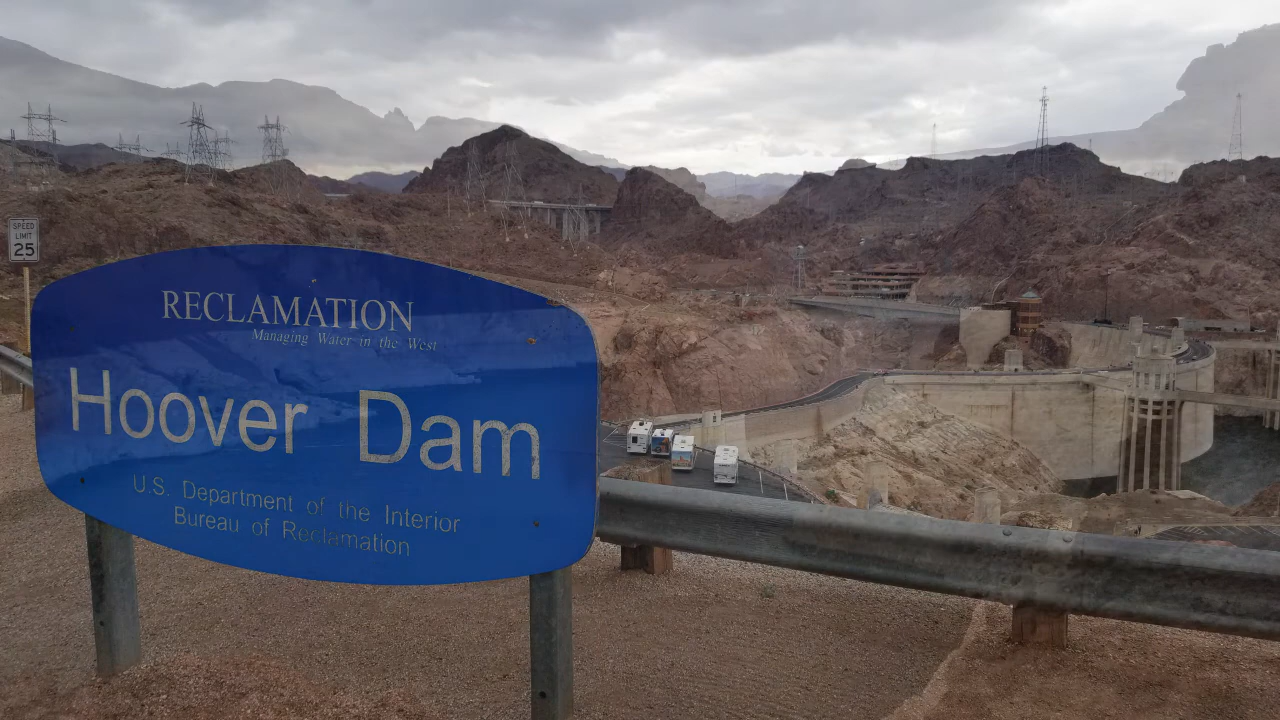 SPEED
LIMIT
25
RECLAMATION
Managing Water in the West
Hoover Dam
U.S. Department of the Interior
Bureau of Reclamation